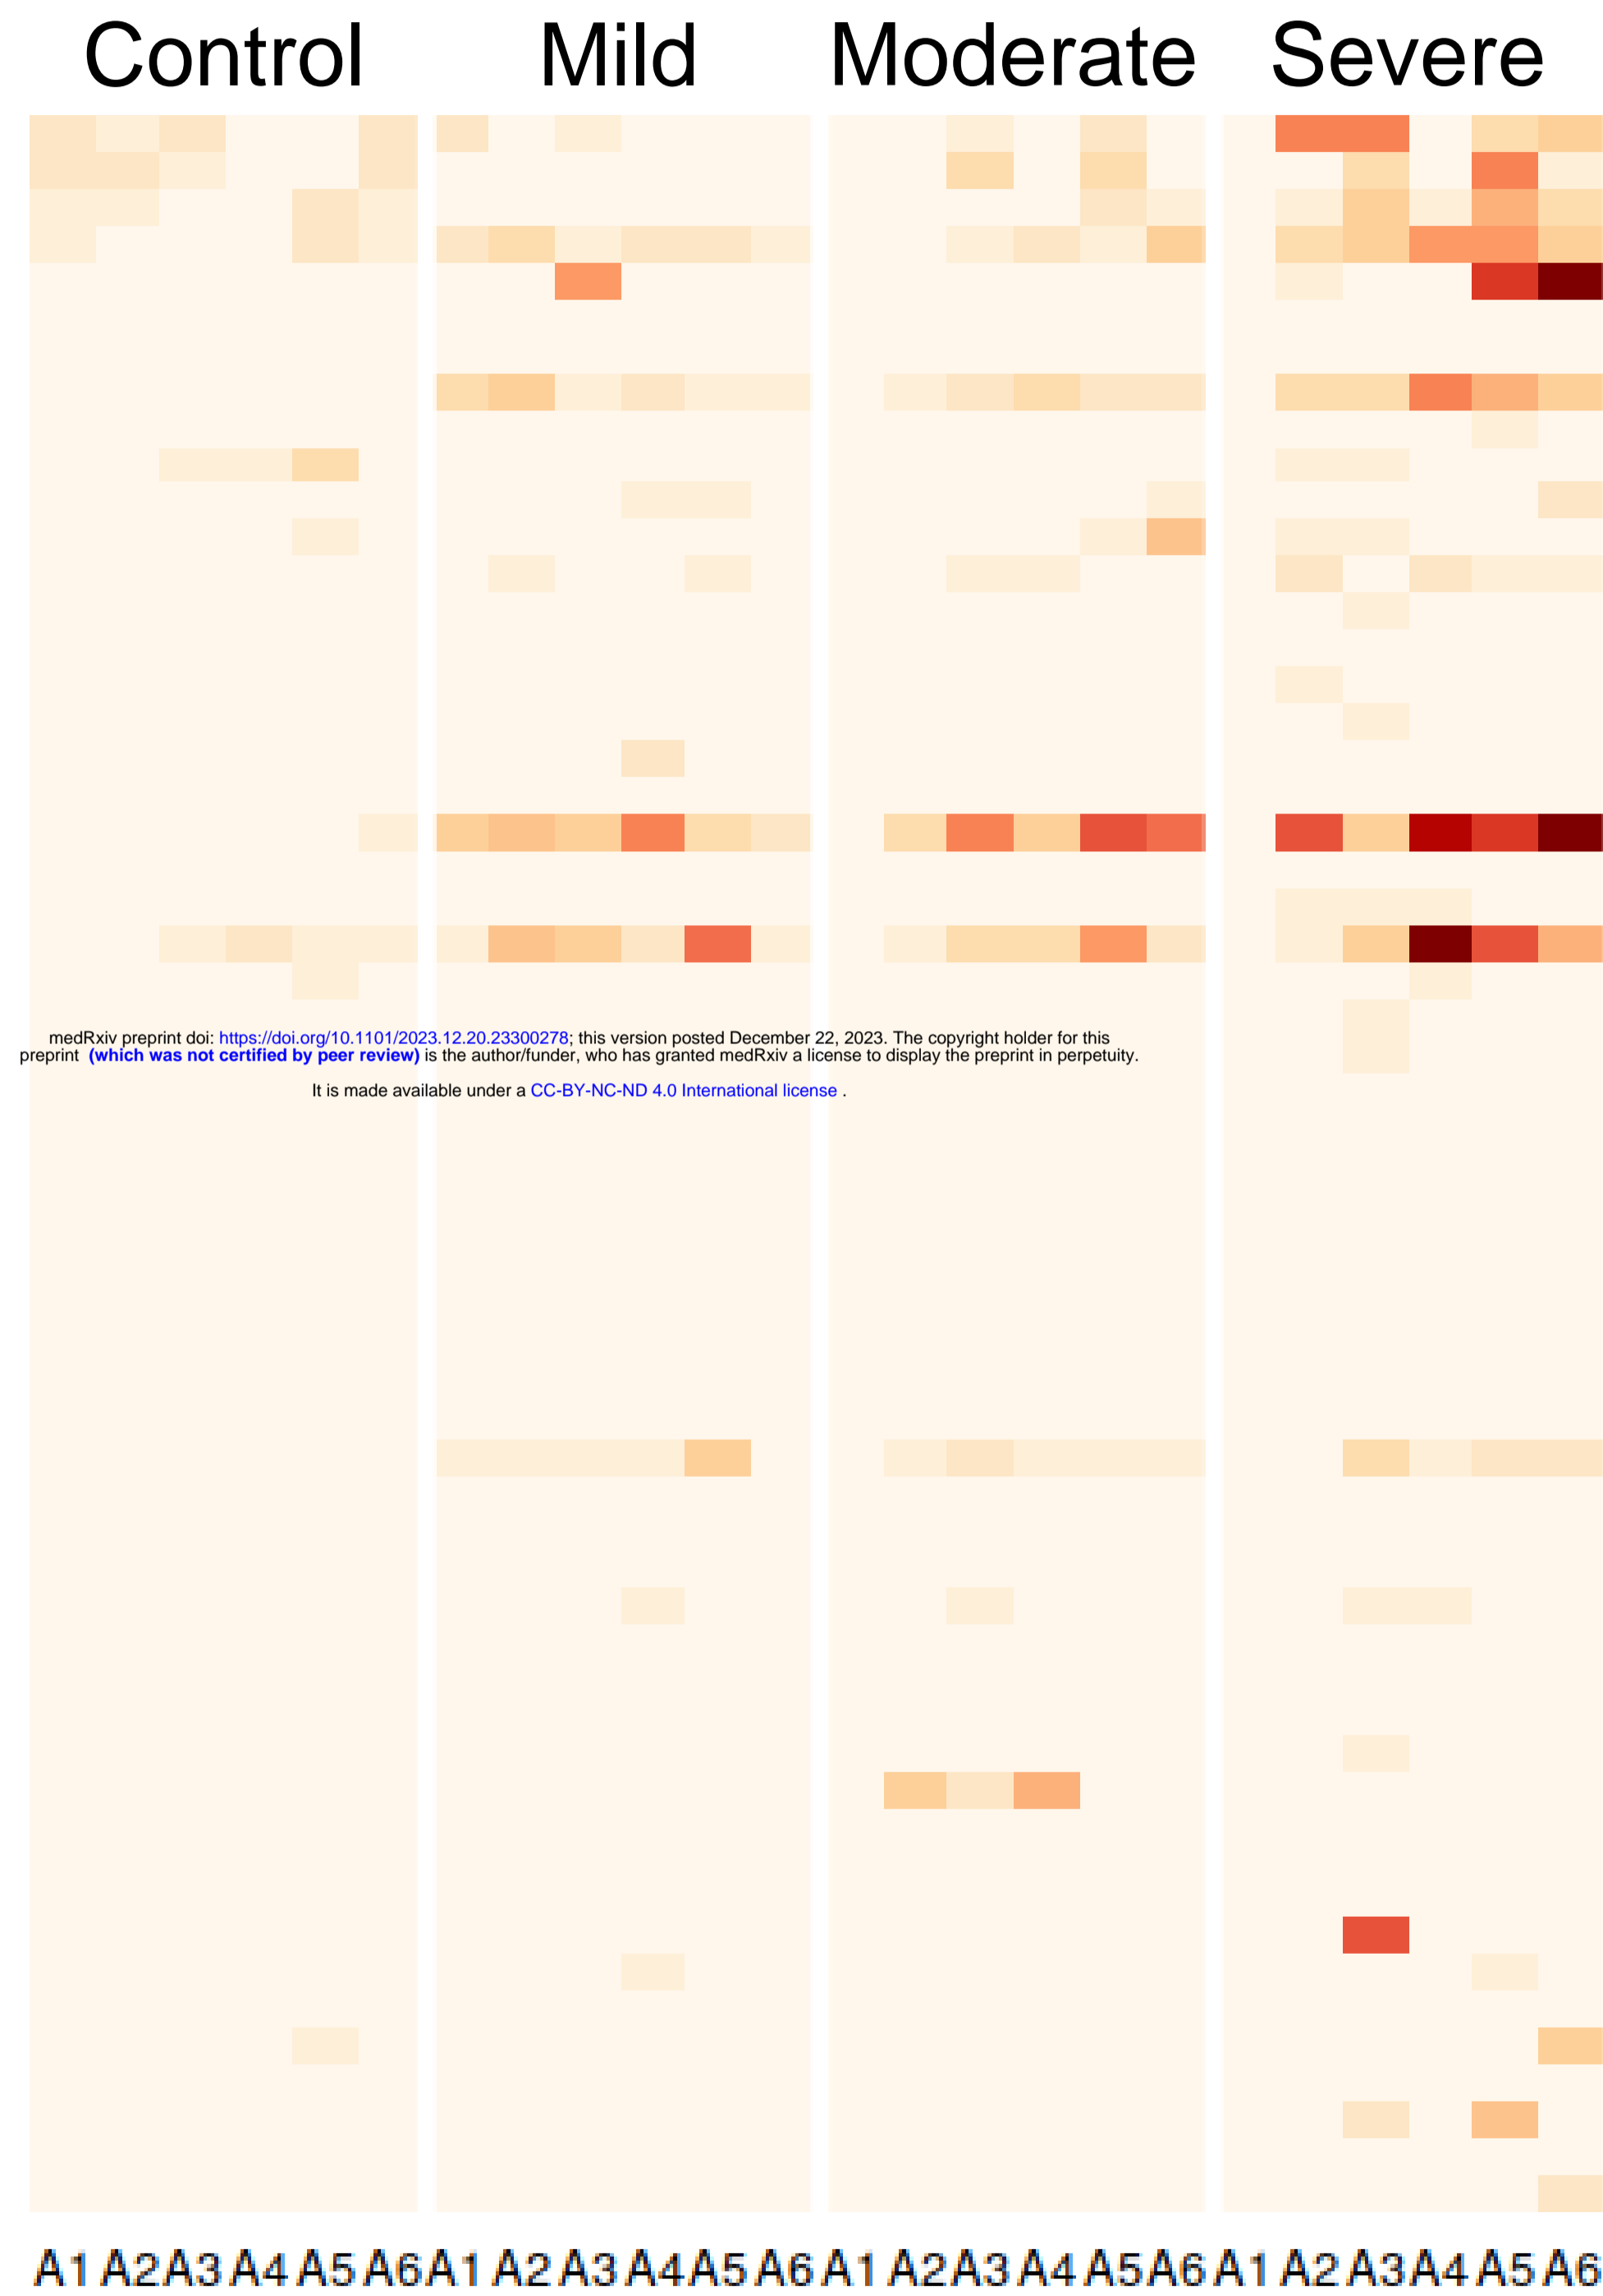 Control Mild Moderate Severe
medRxiv preprint doi: https://doi.org/10.1101/2023.12.20.23300278; this version posted December 22, 2023. The copyright holder for this
preprint (which was not certified by peer review) is the author/funder, who has granted medRxiv a license to display the preprint in perpetuity.
It is made available under a CC-BY-NC-ND 4.0 International license .
A1 A2 A3 A4 A5 A6 A1 A2 A3 A4 A5 A6 A1 A2 A3 A4 A5 A6 A1 A2 A3 A4 A5 A6